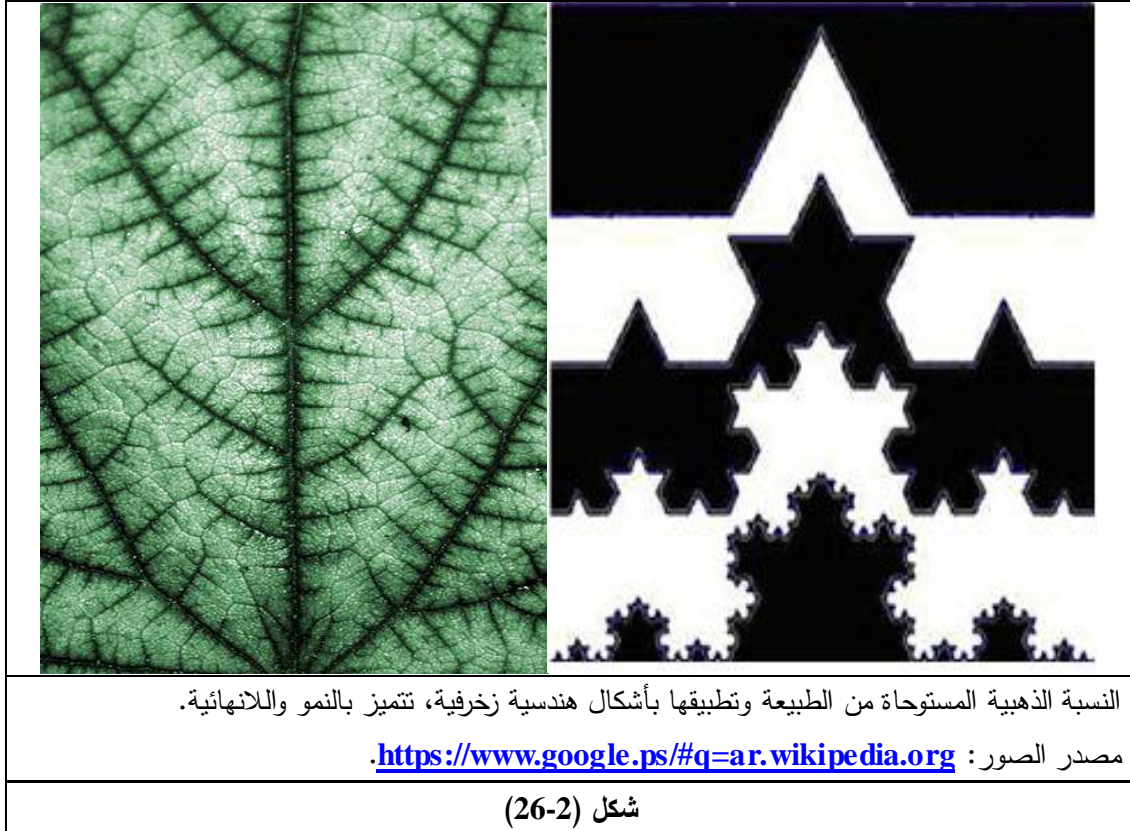 النسبة الذهبية المستوحاة من الطبيعة وتطبيقها بأشكال هندسية زخرفية، تتميز بالنمو واللانهائية.
مصدر الصور: https://www.google.ps/#q=ar.wikipedia.org.
شكل (2-26)